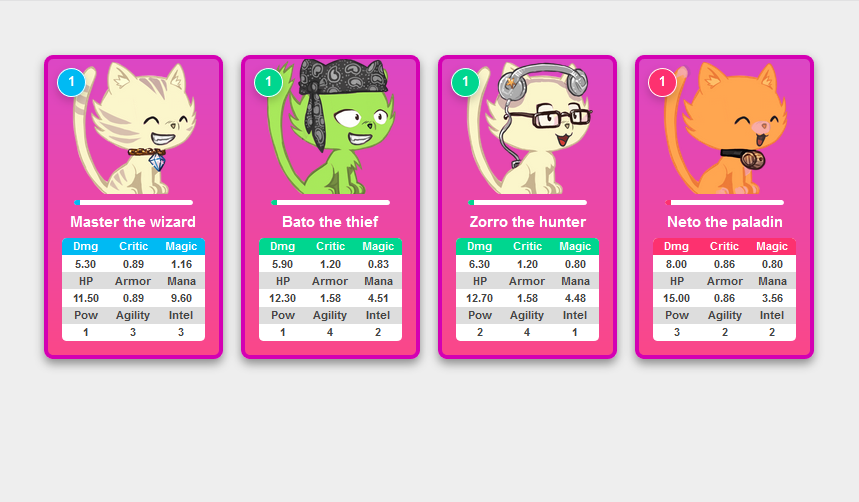 1
Master the wizard
Dmg Critic Magic
5.30 0.89 1.16
HP Armor Mana
11.50 0.89 9.60
Pow Agility Intel
1 3 3
1
Bato the thief
Dmg Critic Magic
5.90 1.20 0.83
HP Armor Mana
12.30 1.58 4.51
Pow Agility Intel
1 4 2
1
Zorro the hunter
Dmg Critic Magic
6.30 1.20 0.80
HP Armor Mana
12.70 1.58 4.48
Pow Agility Intel
2 4 1
1
Neto the paladin
Dmg Critic Magic
8.00 0.86 0.80
HP Armor Mana
15.00 0.86 3.56
Pow Agility Intel
3 2 2